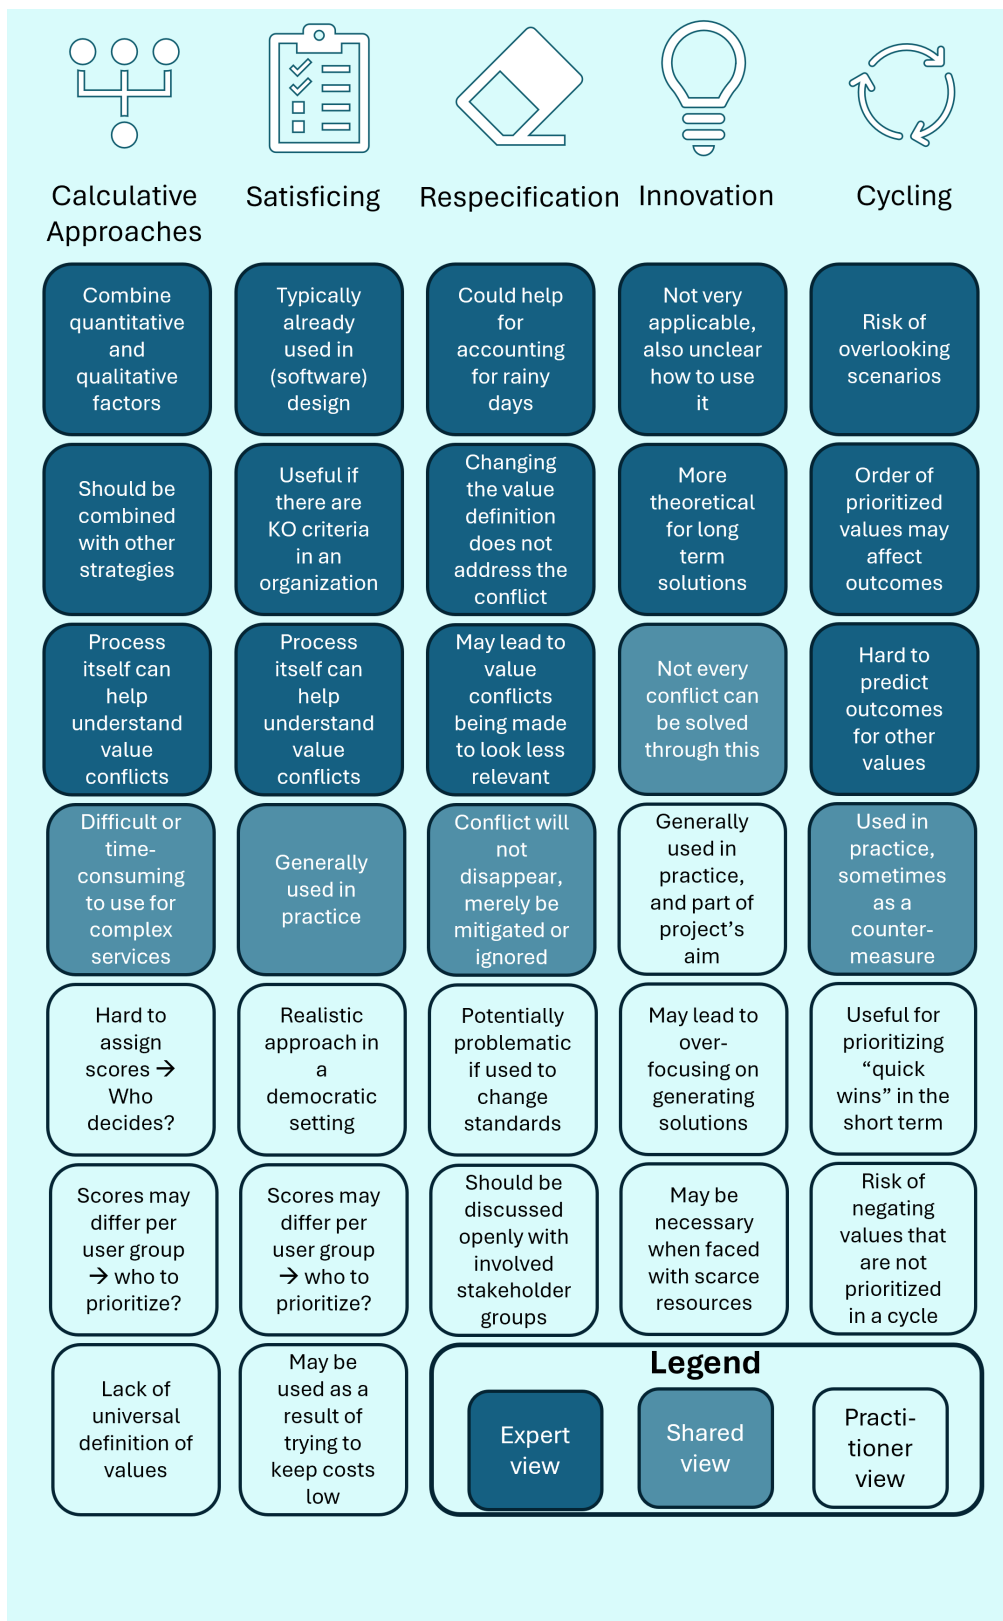 Calculative
Approaches
Satisficing
Respecification
Innovation
Cycling
Combine
quantitative
and
qualitative
factors
Typically
already
used in
(software)
design
Could help
for
accounting
for rainy
days
Not very
applicable,
also unclear
how to use
it
Risk of
overlooking
scenarios
Should be
combined
with other
strategies
Useful if
there are
KO criteria
in an
organization
Changing
the value
definition
does not
address the
conflict
More
theoretical
for long
term
solutions
Order of
prioritized
values may
affect
outcomes
Process
itself can
help
understand
value
conflicts
Process
itself can
help
understand
value
conflicts
May lead to
value
conflicts
being made
to look less
relevant
Not every
conflict can
be solved
through this
Hard to
predict
outcomes
for other
values
Difficult or
time-
consuming
to use for
complex
services
Generally
used in
practice
Conflict will
not
disappear,
merely be
mitigated or
ignored
Generally
used in
practice,
and part of
project’s
aim
Used in
practice,
sometimes
as a
counter-
measure
Hard to
assign
scores →
Who
decides?
Realistic
approach in
a
democratic
setting
Potentially
problematic
if used to
change
standards
May lead to
over-
focusing on
generating
solutions
Useful for
prioritizing
“quick
wins” in the
short term
Scores may
differ per
user group
→ who to
prioritize?
Scores may
differ per
user group
→ who to
prioritize?
Should be
discussed
openly with
involved
stakeholder
groups
May be
necessary
when faced
with scarce
resources
Risk of
negating
values that
are not
prioritized
in a cycle
Lack of
universal
definition of
values
May be
used as a
result of
trying to
keep costs
low
Legend
Expert
view
Shared
view
Practi-
tioner
view